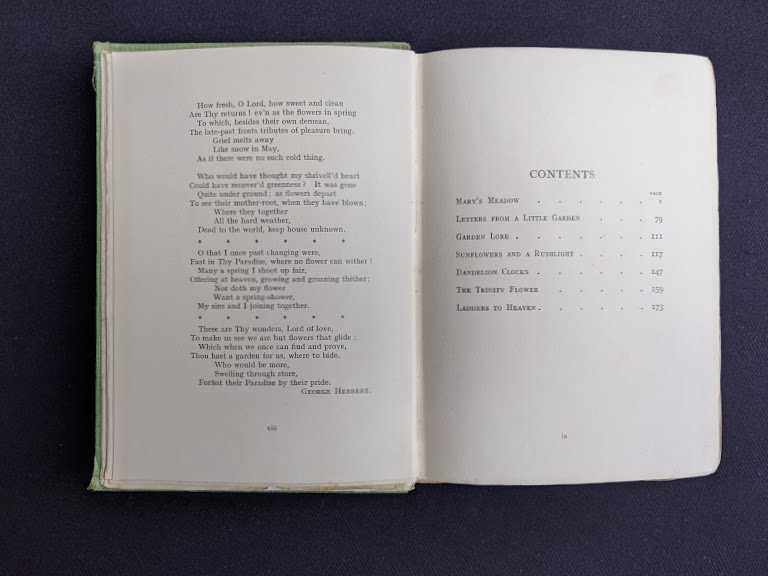 How fresh, O Lord, how sweet and clean
Are Thy returns! ev'n as the flowers in spring
To which, besides their own demean,
The late-past frosts tributes of pleasure bring.
Grief melts away
Like snow in May,
As if there were no such cold thing.
Who would have thought my shrivell'd heart
Could have recover'd greenness? It was gone
Quite under ground; as flowers depart
To see their mother-root, when they have blown;
Where they together
All the hard weather,
Dead to the world, keep house unknown.
* * * * * *
O that I once past changing were,
Fast in Thy Paradise, where no flower can wither!
Many a spring I shoot up fair,
Offering at heaven, growing and groaning thither;
Nor doth my flower
Want a spring-shower,
My sins and I joining together.
* * * * * *
These are Thy wonders, Lord of love,
To make us see we are but flowers that glide:
Which when we once can find and prove,
Thou hast a garden for us, where to bide.
Who would be more,
Swelling through store,
Forfeit their Paradise by their pride.
GEORGE HERBERT.
viii
CONTENTS
PAGE
MARY'S MEADOW . . . . . . 1
LETTERS FROM A LITTLE GARDEN . . . 79
GARDEN LORE . . . . . . . 111
SUNFLOWERS AND A RUSHLIGHT . . . . 117
DANDELION CLOCKS . . . . . . 147
THE TRINITY FLOWER . . . . . 259
LADDERS TO HEAVEN . . . . . . 273
ix